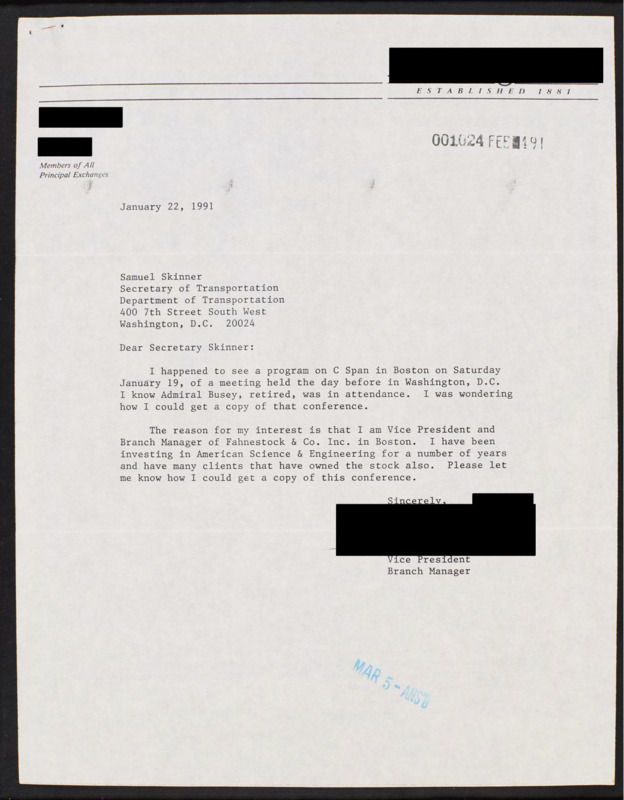 ESTABLISHED 1881
001024 FEB 491
Members of All
Principal Exchanges
January 22, 1991
Samuel Skinner
Secretary of Transportation
Department of Transportation
400 7th Street South West
Washington, D.C. 20024
Dear Secretary Skinner:
I happened to see a program on C Span in Boston on Saturday
January 19, of a meeting held the day before in Washington, D.C.
I know Admiral Busey, retired, was in attendance. I was wondering
how I could get a copy of that conference.
The reason for my interest is that I am Vice President and
Branch Manager of Fahnestock & Co. Inc. in Boston. I have been
investing in American Science & Engineering for a number of years
and have many clients that have owned the stock also. Please let
me know how I could get a copy of this conference.
Sincerely,
Vice President
Branch Manager
MAR 5 - ANS'D